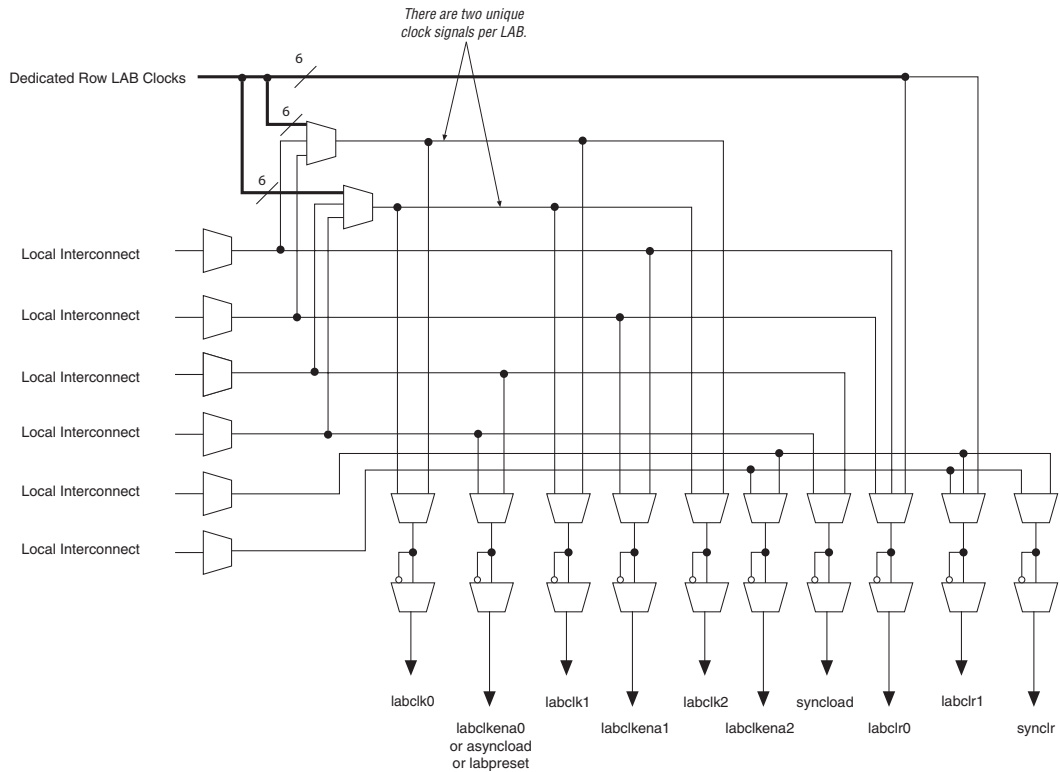 There are two unique
clock signals per LAB.
6
Dedicated Row LAB Clocks
6
6
Local Interconnect
Local Interconnect
Local Interconnect
Local Interconnect
Local Interconnect
Local Interconnect
labclk0
labclkena0
or asyncload
or labpreset
labclk1
labclkena1
labclk2
labclkena2
syncload
labclr0
labclr1
synclr